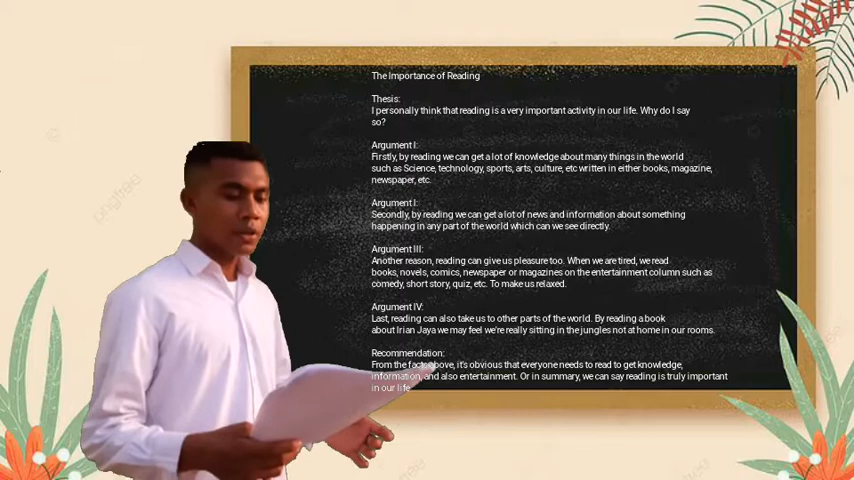 The Importance of Reading
Thesis:
I personally think that reading is a very important activity in our life. Why do I say
so?
Argument I:
Firstly, by reading we can get a lot of knowledge about many things in the world
such as Science, technology, sports, arts, culture, etc written in either books, magazine,
newspaper, etc.
Argument I:
Secondly, by reading we can get a lot of news and information about something
happening in any part of the world which can we see directly.
Argument III:
Another reason, reading can give us pleasure too. When we are tired, we read
books, novels, comics, newspaper or magazines on the entertainment column such as
comedy, short story, quiz, etc. To make us relaxed.
Argument IV:
Last, reading can also take us to other parts of the world. By reading a book
about Irian Jaya we may feel we're really sitting in the jungles not at home in our rooms.
Recommendation:
From the facts above, it's obvious that everyone needs to read to get knowledge,
information, and also entertainment. Or in summary, we can say reading is truly important
in our life.
pngtree